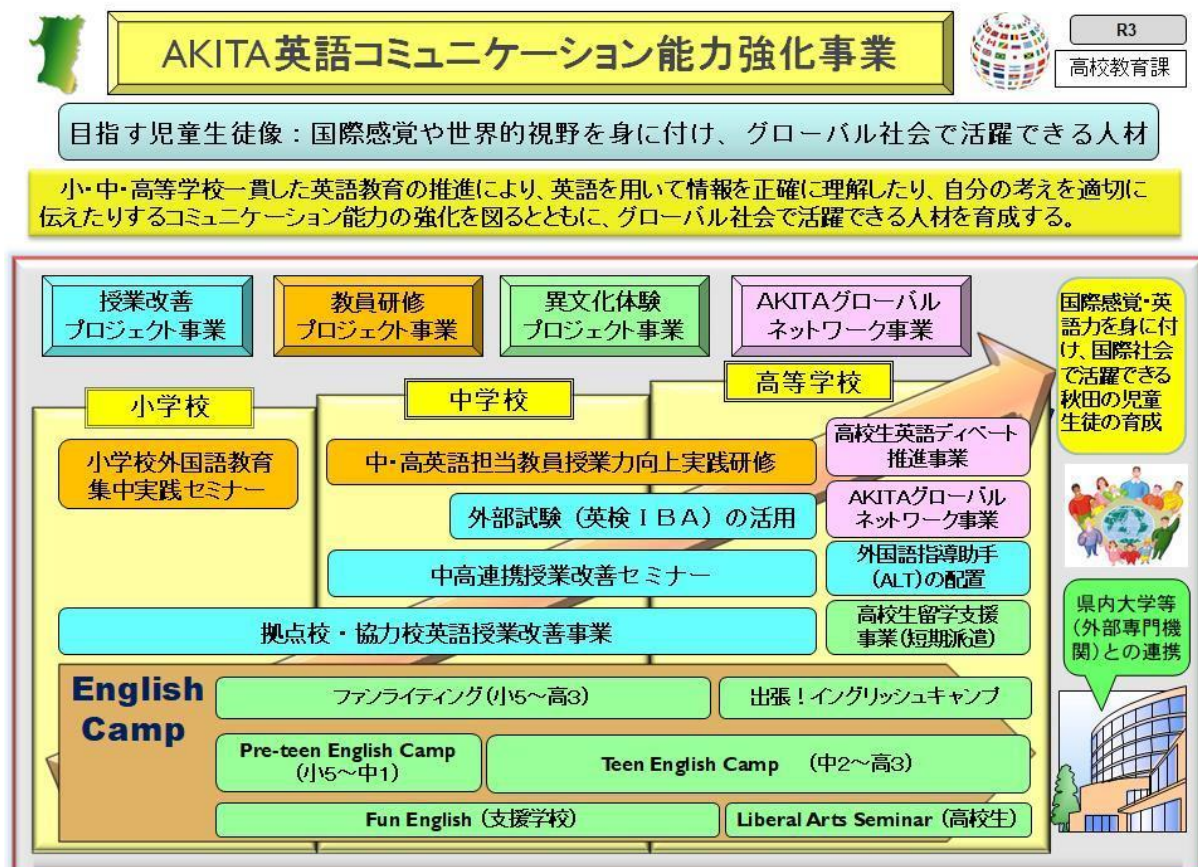 AKITA英語コミュニケーション能力強化事業
R3
高校教育課
目指す児童生徒像：国際感覚や世界的視野を身に付け、グローバル社会で活躍できる人材
小・中・高等学校一貫した英語教育の推進により、英語を用いて情報を正確に理解したり、自分の考えを適切に
伝えたりするコミュニケーション能力の強化を図るとともに、グローバル社会で活躍できる人材を育成する。
授業改善
プロジェクト事業
教員研修
プロジェクト事業
異文化体験
プロジェクト事業
AKITAグローバル
ネットワーク事業
国際感覚・英
語力を身に付
け、国際社会
で活躍できる
秋田の児童
生徒の育成
小学校
中学校
高等学校
小学校外国語教育
集中実践セミナー
中・高英語担当教員授業力向上実践研修
高校生英語ディベート
推進事業
外部試験（英検ＩＢＡ）の活用
AKITAグローバル
ネットワーク事業
中高連携授業改善セミナー
外国語指導助手
(ALT)の配置
拠点校・協力校英語授業改善事業
高校生留学支援
事業(短期派遣)
県内大学等
（外部専門機
関）との連携
English
Camp
ファンライティング(小5～高3)
出張！イングリッシュキャンプ
Pre-teen English Camp
(小5～中1)
Teen English Camp （中2～高3）
Fun English (支援学校)
Liberal Arts Seminar (高校生)